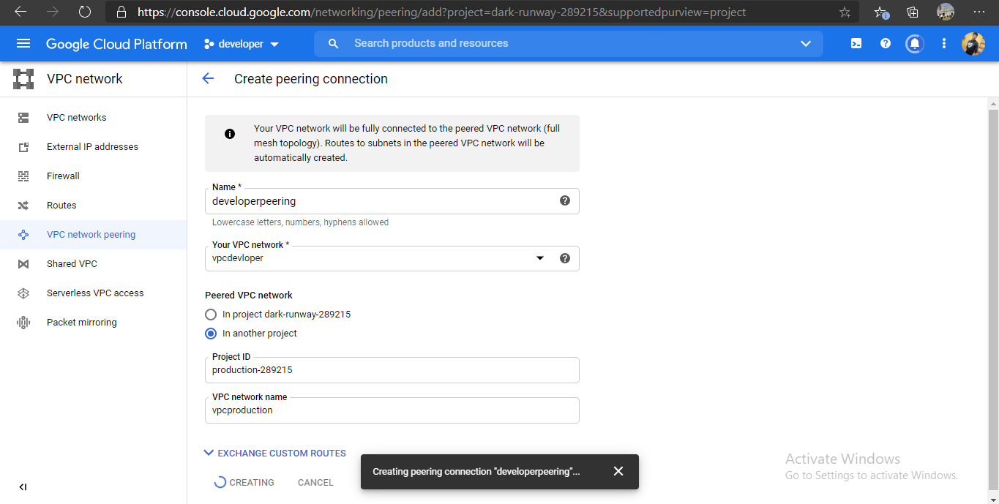 https://console.cloud.google.com/networking/peering/add?project=dark-runway-289215&supportedpurview=project
Google Cloud Platform
developer
Search products and resources
VPC network
Create peering connection
VPC networks
External IP addresses
Firewall
Routes
VPC network peering
Shared VPC
Serverless VPC access
Packet mirroring
Your VPC network will be fully connected to the peered VPC network (full
mesh topology). Routes to subnets in the peered VPC network will be
automatically created.
Name *
developerpeering
Lowercase letters, numbers, hyphens allowed
Your VPC network *
vpcdevloper
Peered VPC network
In project dark-runway-289215
In another project
Project ID
production-289215
VPC network name
vpcproduction
EXCHANGE CUSTOM ROUTES
CREATING
CANCEL
Creating peering connection "developerpeering"...
Activate Windows
Go to Settings to activate Windows.